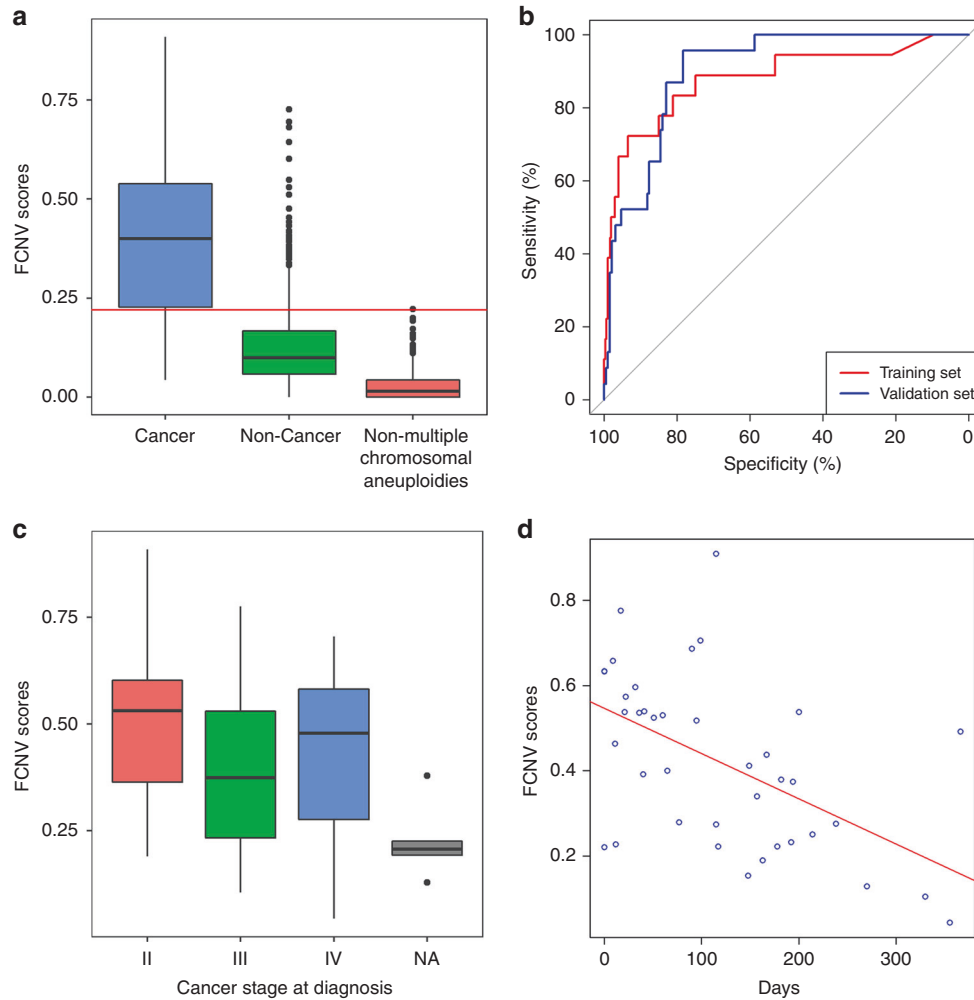 a
0.75
0.50
0.25
0.00
FCNV scores
Cancer
Non-Cancer
Non-multiple
chromosomal
aneuploidies
b
100
80
60
40
20
0
Sensitivity (%)
100
80
60
40
20
0
Specificity (%)
Training set
Validation set
c
0.75
0.50
0.25
FCNV scores
II
III
IV
NA
Cancer stage at diagnosis
d
0.8
0.6
0.4
0.2
FCNV scores
0
100
200
300
Days